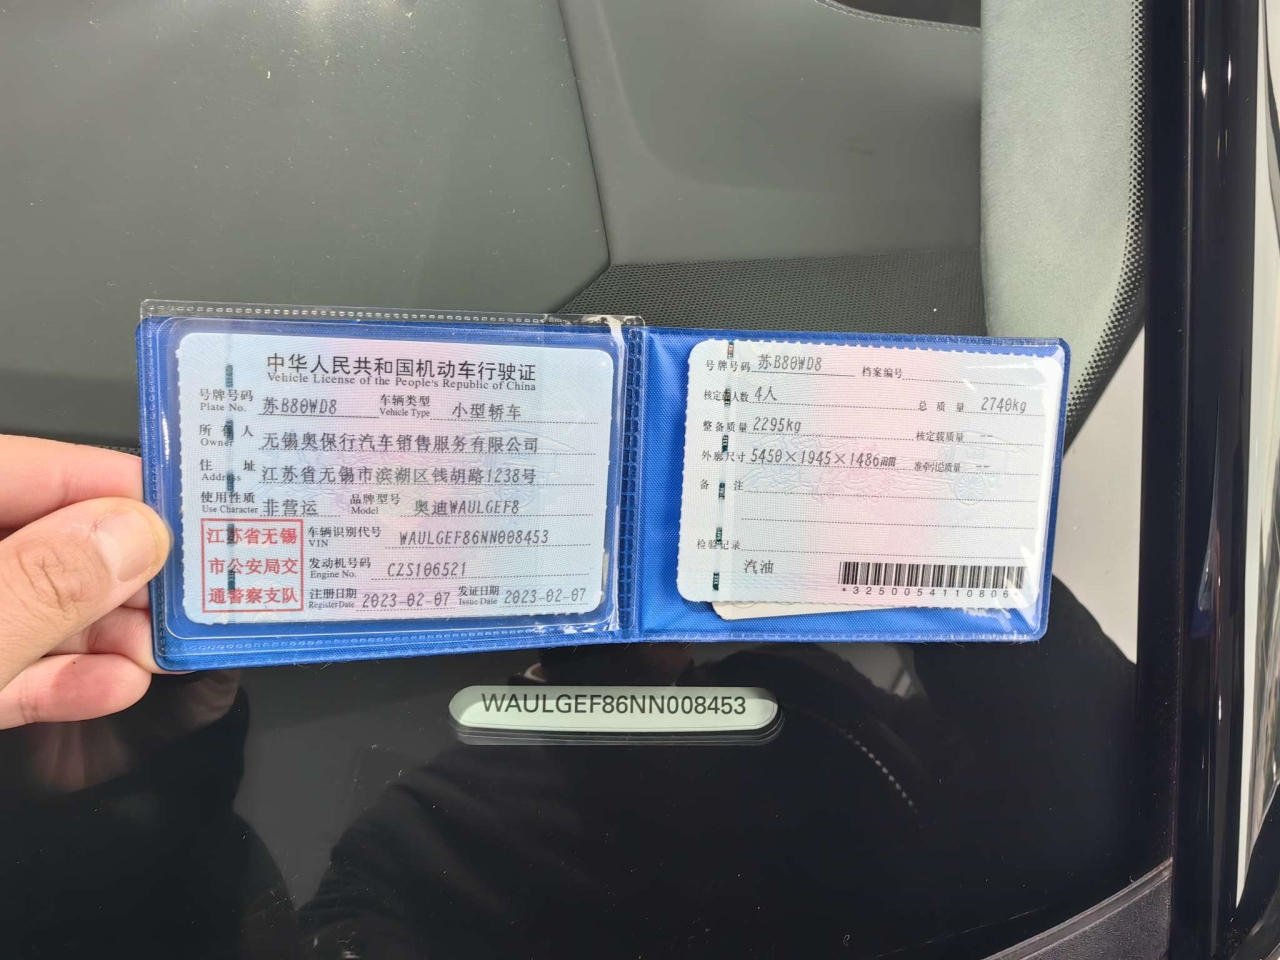 中华人民共和国机动车行驶证
Vehicle License of the People's Republic of China
号牌号码 Plate No. 苏B80WD8 车辆类型 Vehicle Type 小型轿车
所有人 Owner 无锡奥保行汽车销售服务有限公司
住址 Address 江苏省无锡市滨湖区钱胡路1238号
使用性质 Use Character 非营运 品牌型号 Model 奥迪WAULGEF8
江苏省无锡
市公安局交
通警察支队
车辆识别代号 VIN WAULGEF86NN008453
发动机号码 Engine No. CZS106521
注册日期 Register Date 2023-02-07 发证日期 Issue Date 2023-02-07
号牌号码 苏B80WD8 档案编号
核定载人数 4人 总质量 2740kg
整备质量 2295kg 核定载质量 --
外廓尺寸 5450×1945×1486mm 准牵引总质量 --
备注
检验记录
汽油
*3250054110806*
WAULGEF86NN008453